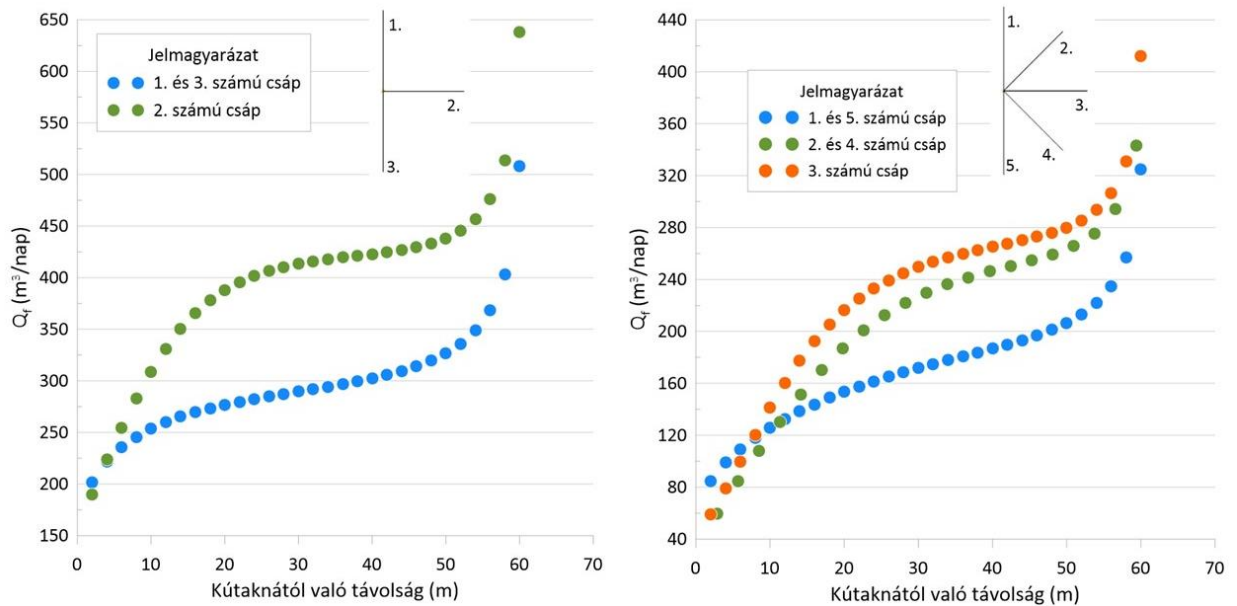 650
600
550
500
450
400
350
300
250
200
150
Qf (m³/nap)
Jelmagyarázat
1. és 3. számú csáp
2. számú csáp
1.
2.
3.
0 10 20 30 40 50 60 70
Kútaknától való távolság (m)
440
400
360
320
280
240
200
160
120
80
40
Qf (m³/nap)
Jelmagyarázat
1. és 5. számú csáp
2. és 4. számú csáp
3. számú csáp
1.
2.
3.
4.
5.
0 10 20 30 40 50 60 70
Kútaknától való távolság (m)